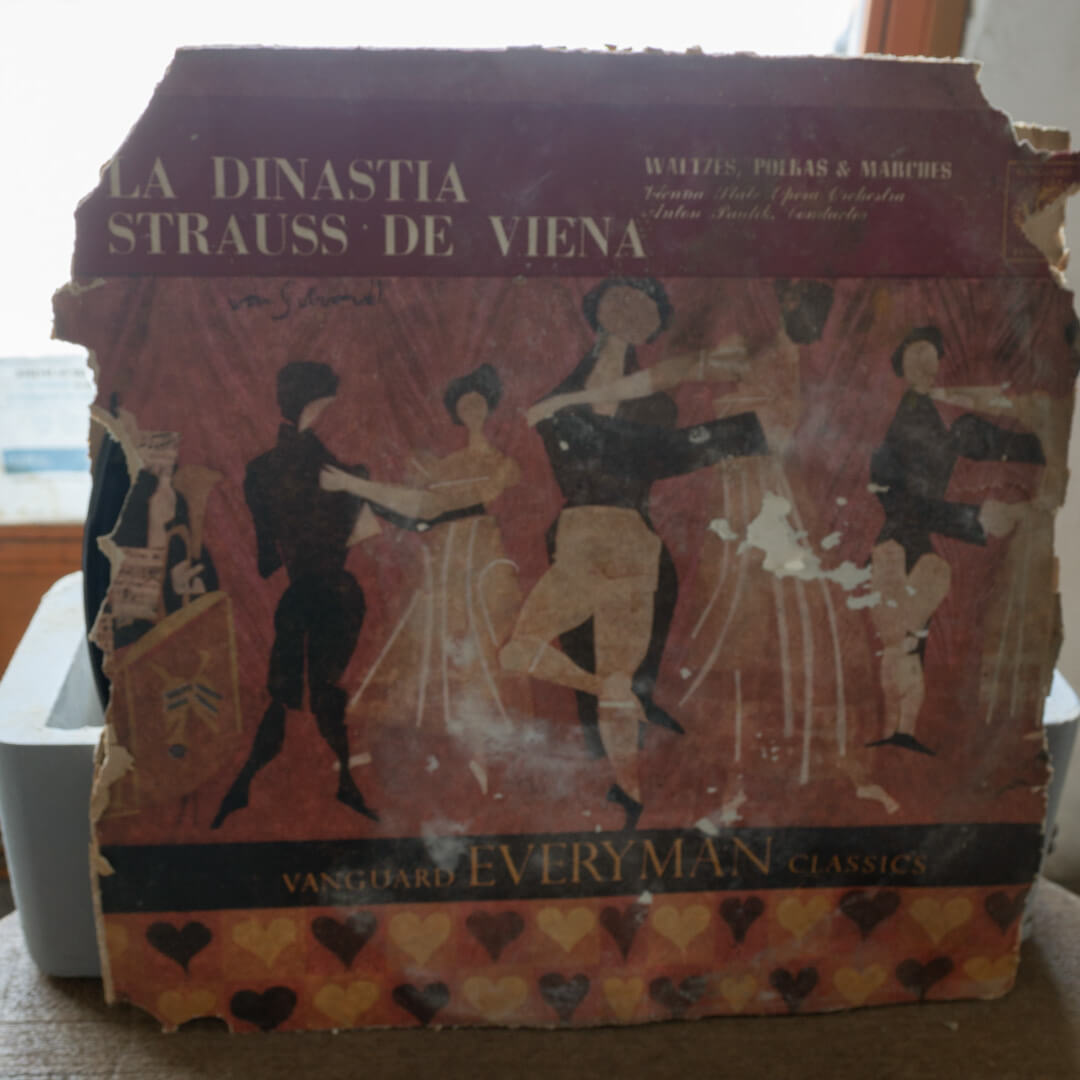 LA DINASTIA
STRAUSS DE VIENA
WALTZES, POLKAS & MARCHES
Vienna State Opera Orchestra
Anton Paulik, Conductor
VANGUARD EVERYMAN CLASSICS